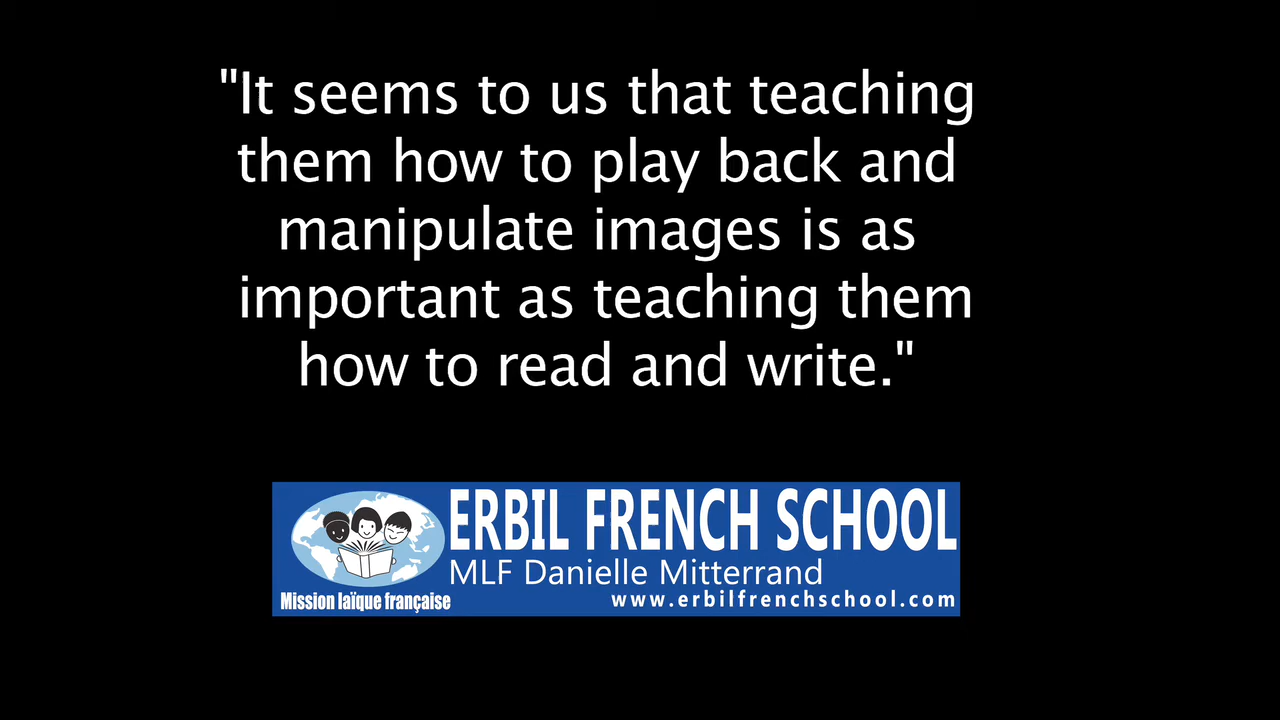 "It seems to us that teaching
them how to play back and
manipulate images is as
important as teaching them
how to read and write."
ERBIL FRENCH SCHOOL
MLF Danielle Mitterrand
Mission laïque française
www.erbilfrenchschool.com